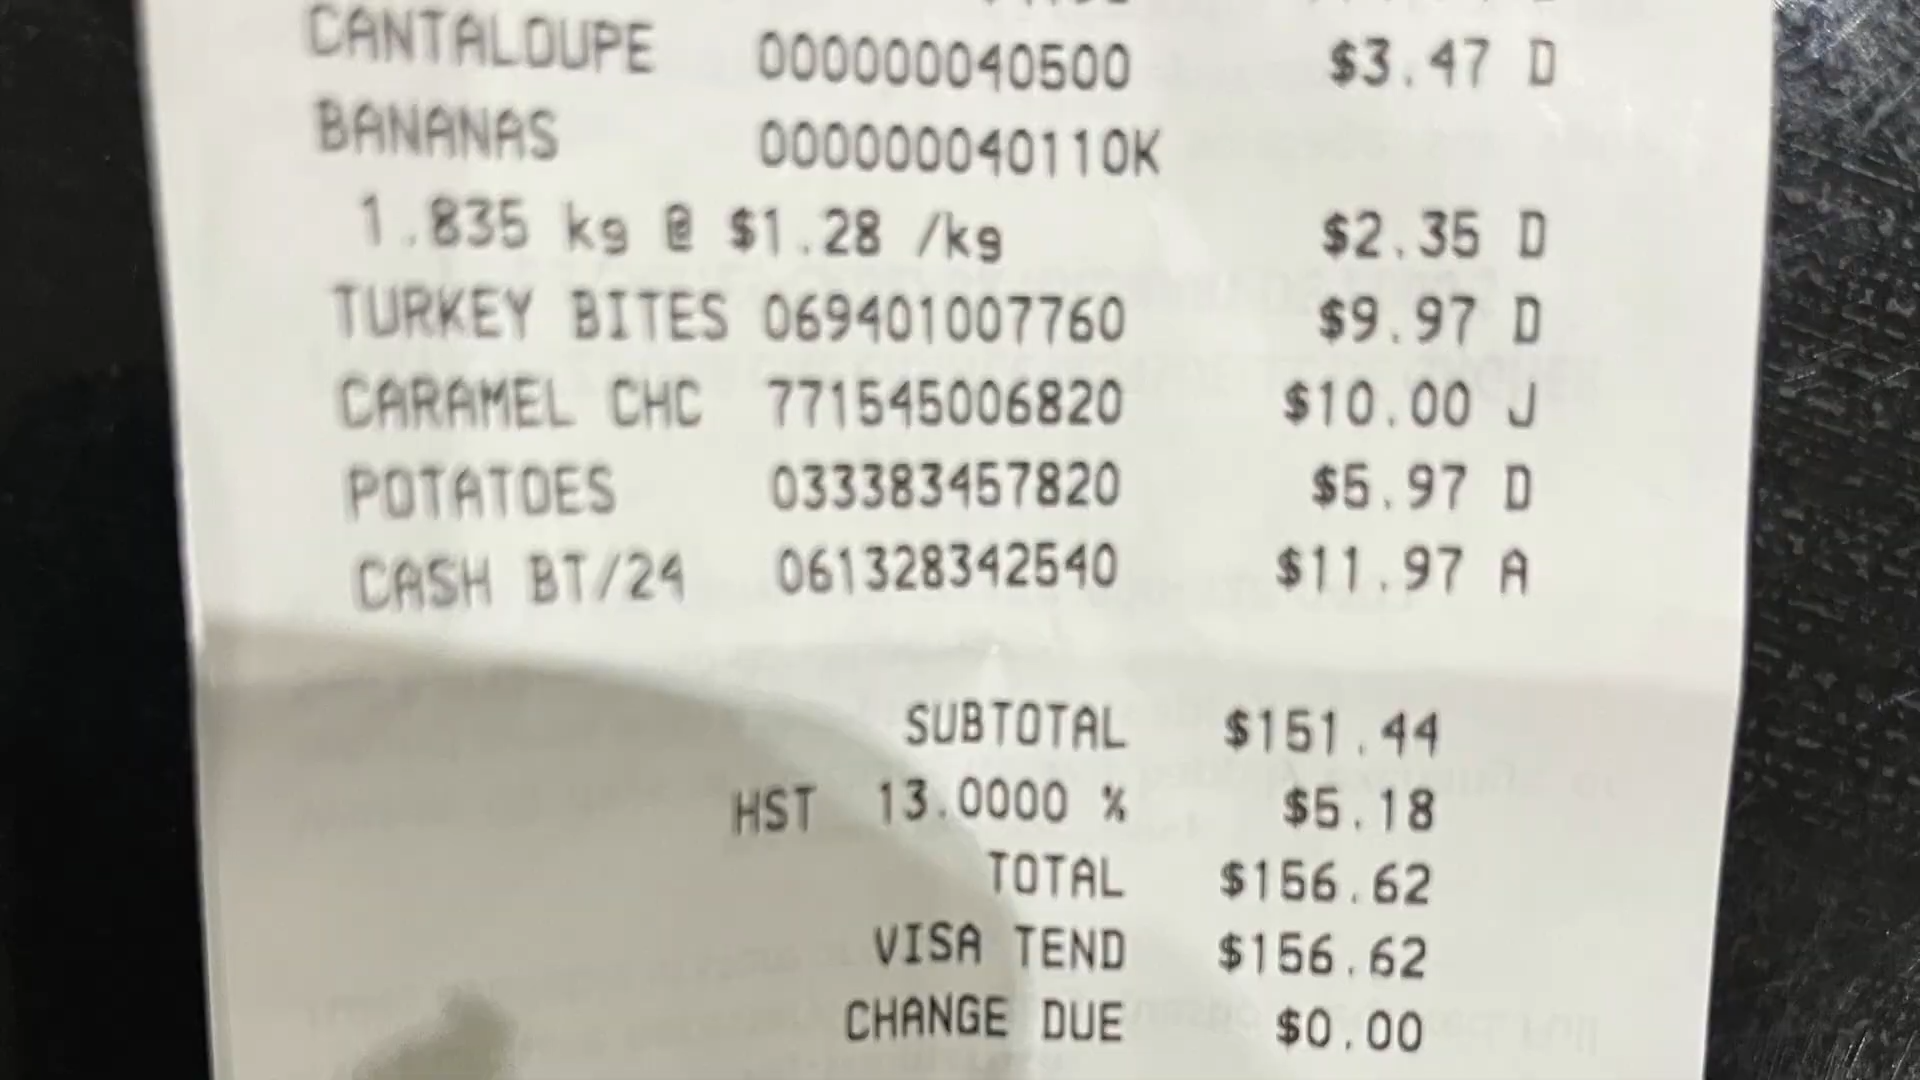 CANTALOUPE 000000040500 $3.47 D
BANANAS 000000040110K
1.835 kg @ $1.28 /kg $2.35 D
TURKEY BITES 069401007760 $9.97 D
CARAMEL CHC 771545006820 $10.00 J
POTATOES 033383457820 $5.97 D
CASH BT/24 061328342540 $11.97 A
SUBTOTAL $151.44
HST 13.0000 % $5.18
TOTAL $156.62
VISA TEND $156.62
CHANGE DUE $0.00